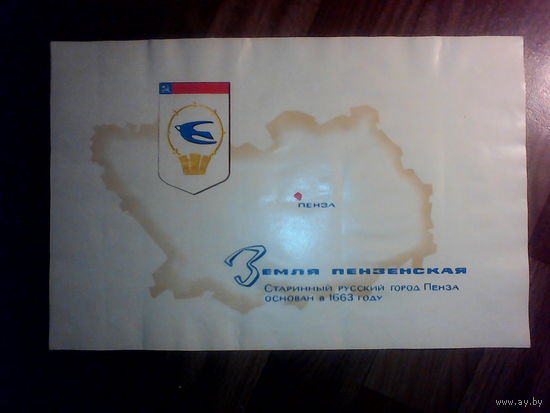 ПЕНЗА
ЗЕМЛЯ ПЕНЗЕНСКАЯ
СТАРИННЫЙ РУССКИЙ ГОРОД ПЕНЗА
ОСНОВАН В 1663 ГОДУ
www.ay.by